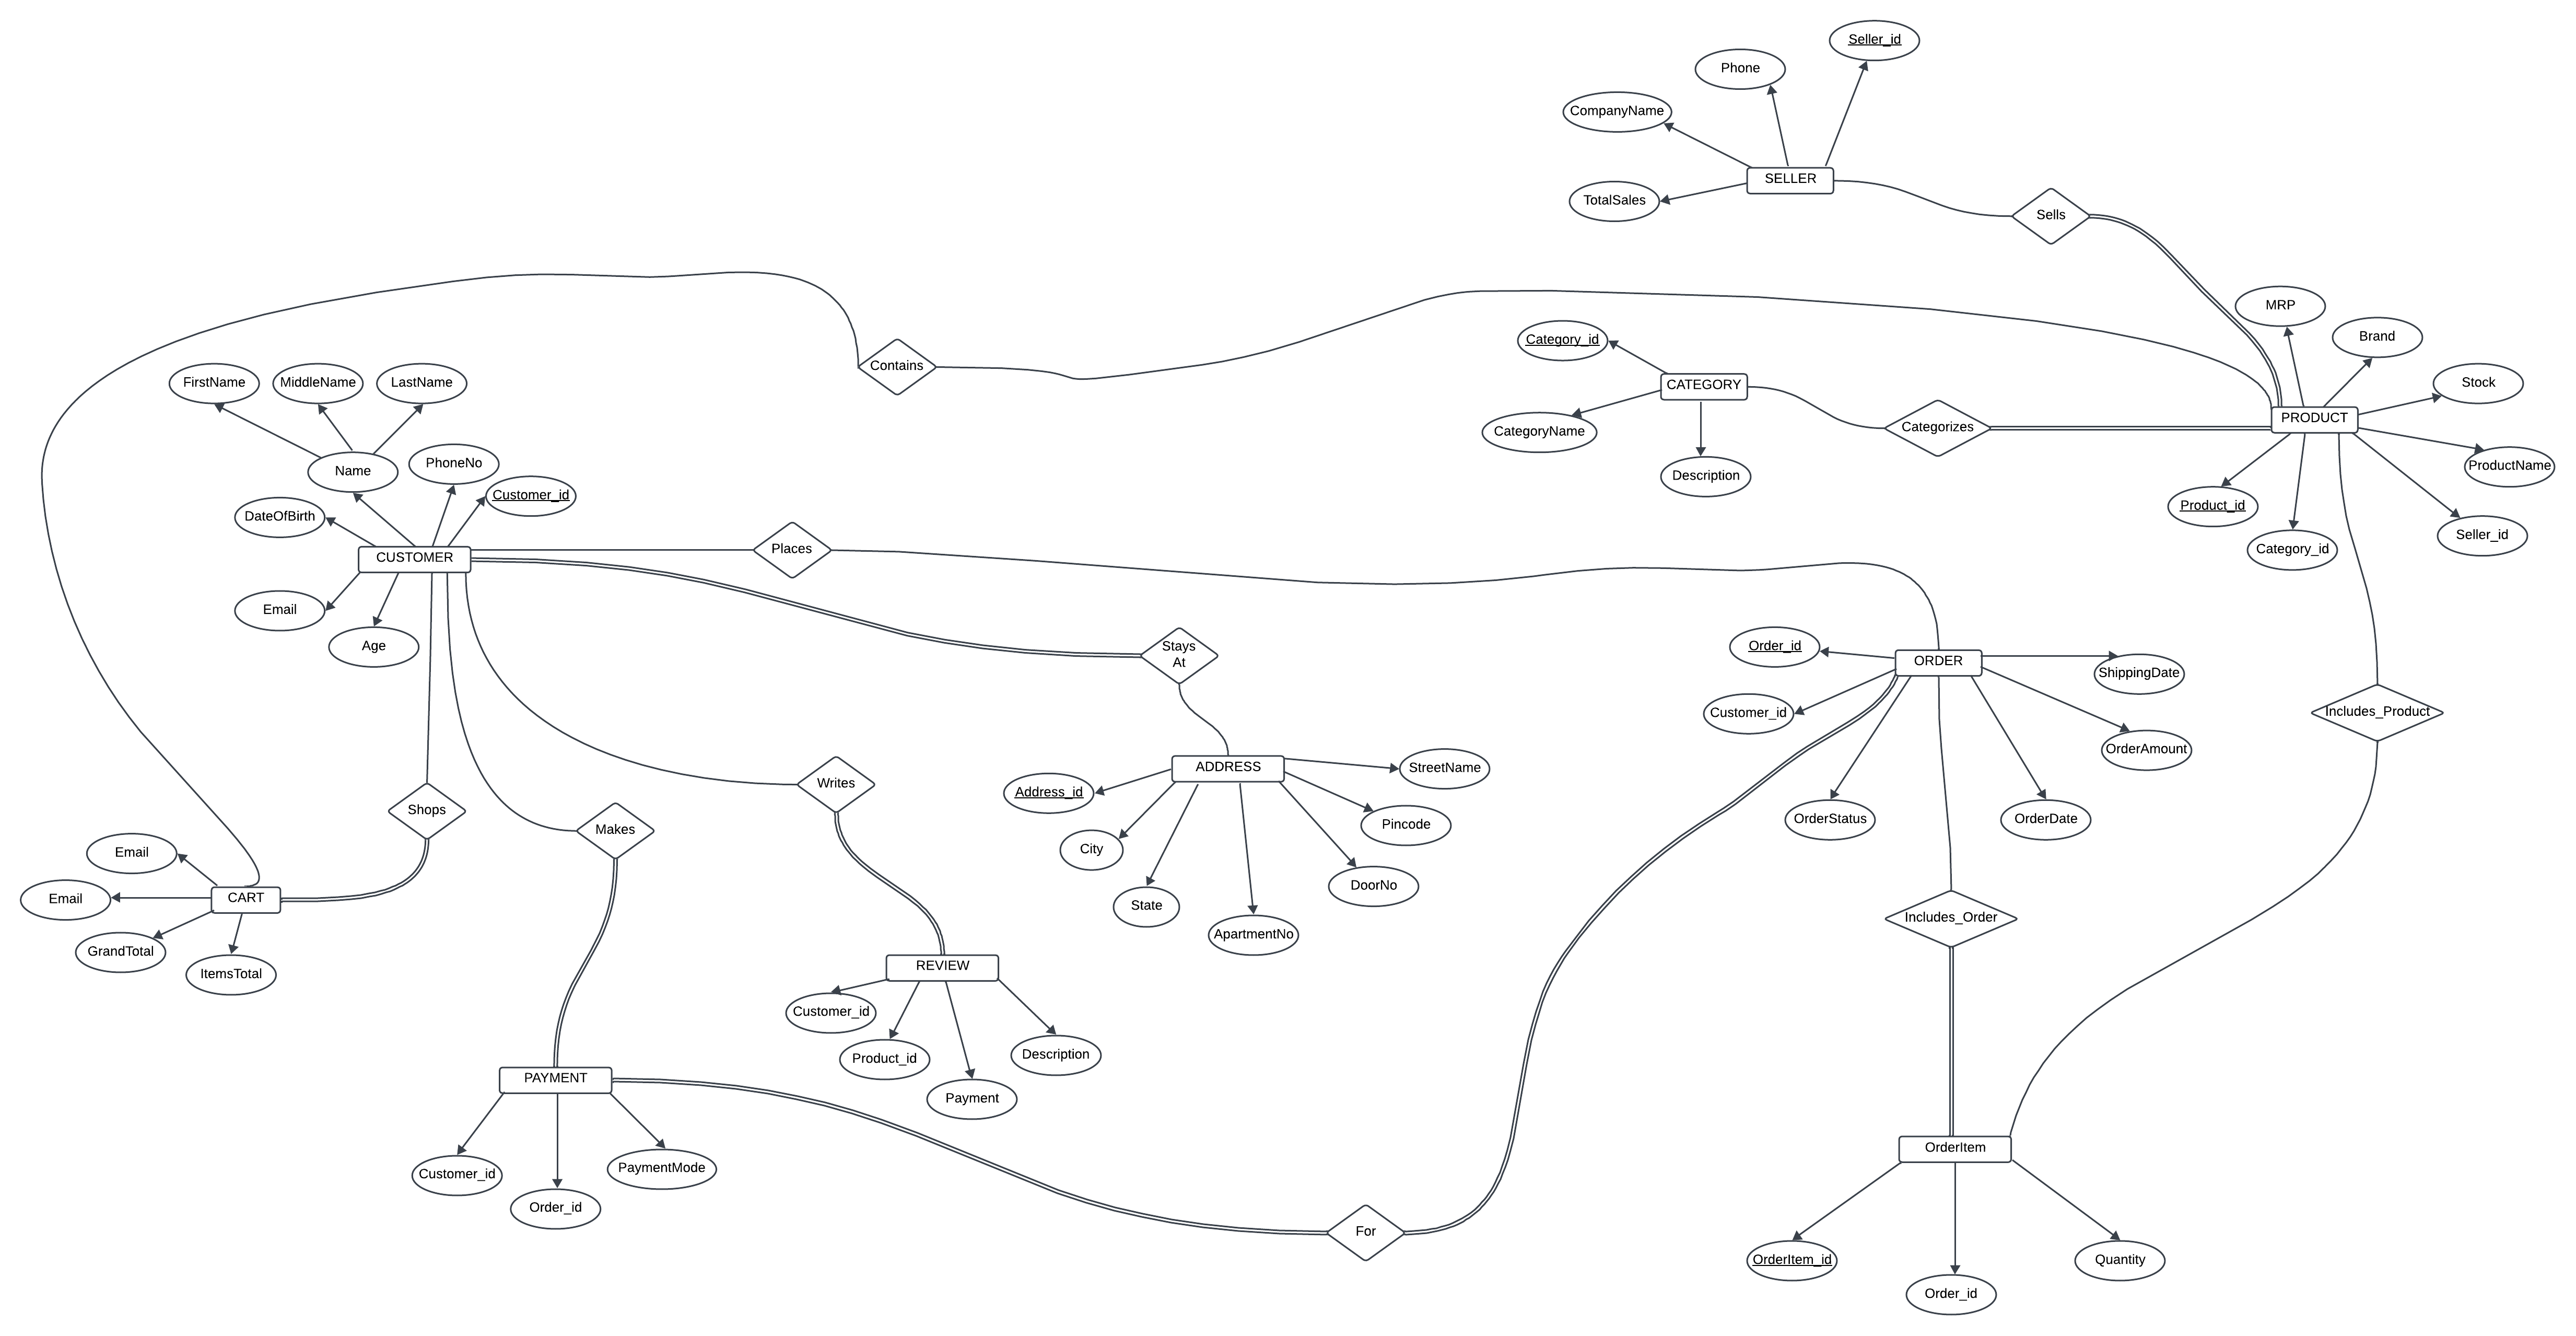 Seller_id
Phone
CompanyName
SELLER
TotalSales
Sells
MRP
Brand
Category_id
Contains
CATEGORY
Stock
FirstName
MiddleName
LastName
PRODUCT
CategoryName
Categorizes
PhoneNo
Name
ProductName
Description
Customer_id
Product_id
DateOfBirth
Seller_id
Places
Category_id
CUSTOMER
Email
Age
Stays
At
Order_id
ORDER
ShippingDate
Customer_id
Includes_Product
OrderAmount
ADDRESS
StreetName
Writes
Address_id
Shops
Makes
Pincode
OrderStatus
OrderDate
Email
City
DoorNo
CART
Email
State
Includes_Order
ApartmentNo
GrandTotal
ItemsTotal
REVIEW
Customer_id
Product_id
Description
PAYMENT
Payment
OrderItem
Customer_id
PaymentMode
Order_id
For
OrderItem_id
Quantity
Order_id